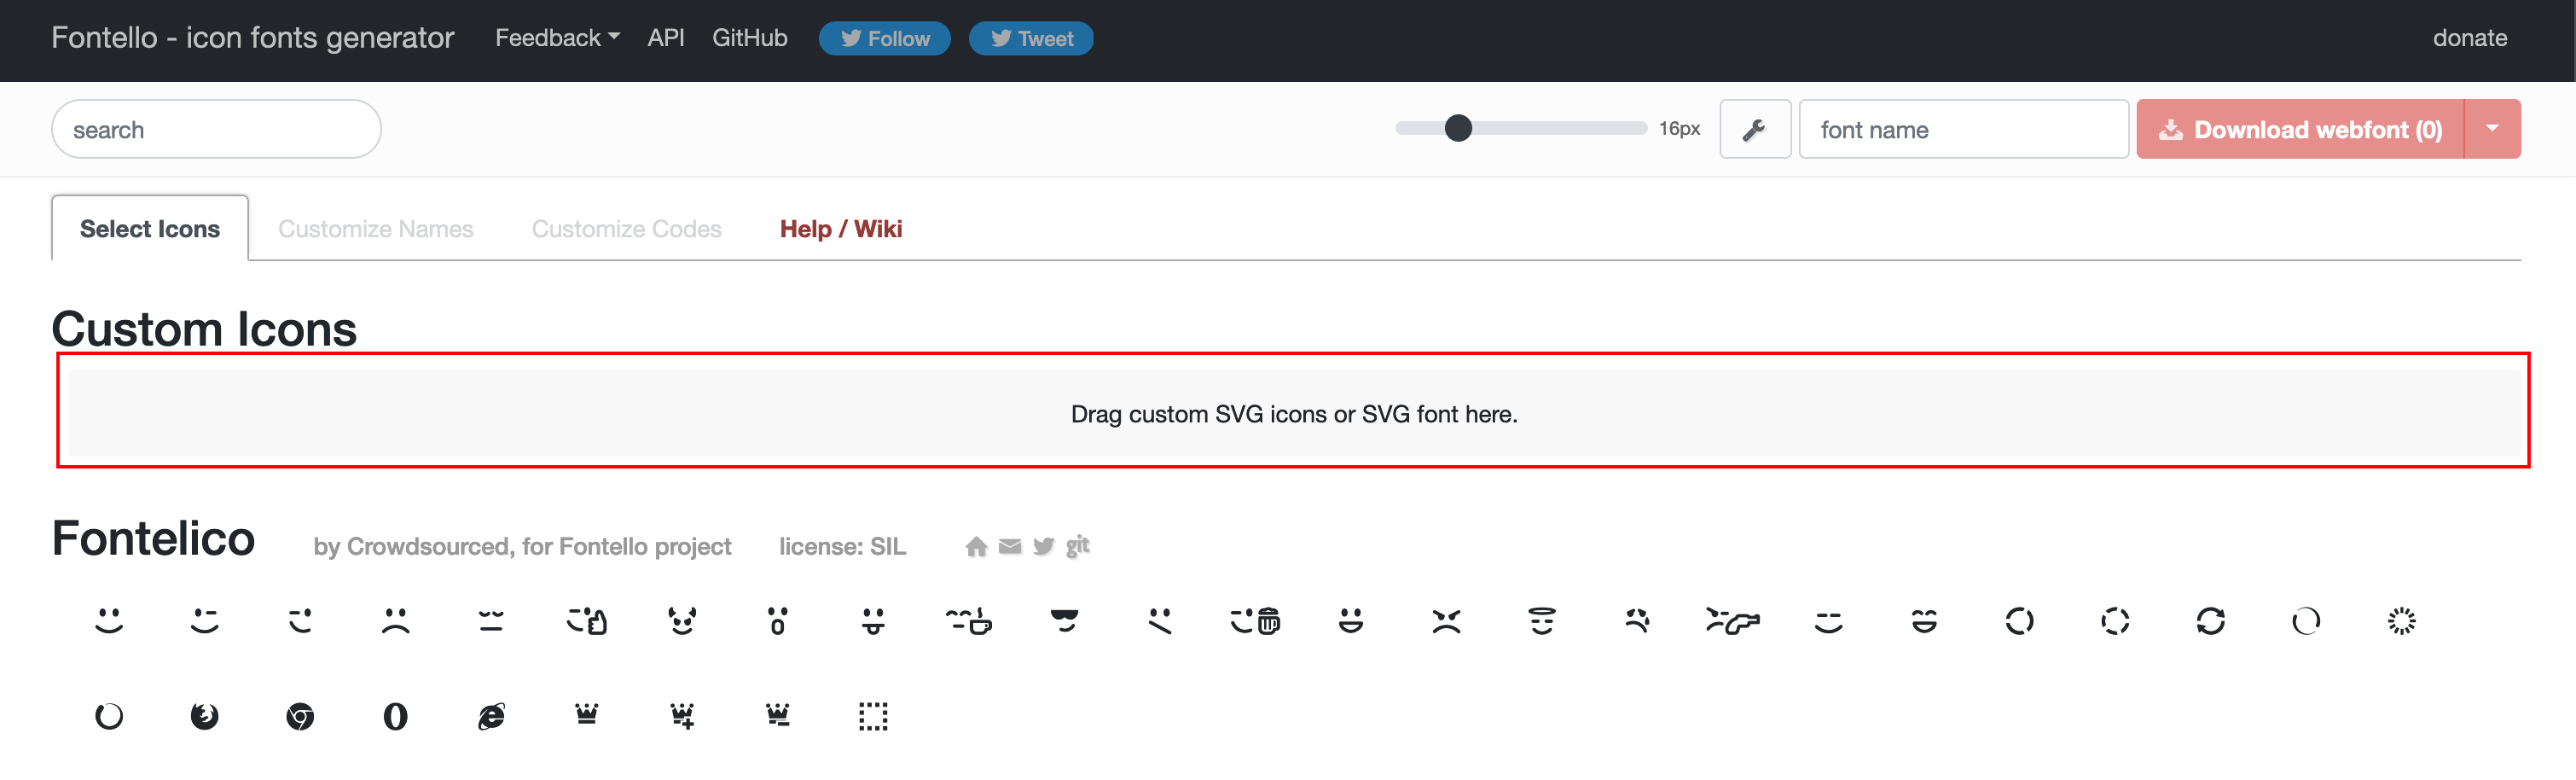 Fontello - icon fonts generator Feedback API GitHub Follow Tweet donate
search 16px font name Download webfont (0)
Select Icons Customize Names Customize Codes Help / Wiki
Custom Icons
Drag custom SVG icons or SVG font here.
Fontelico by Crowdsourced, for Fontello project license: SIL git